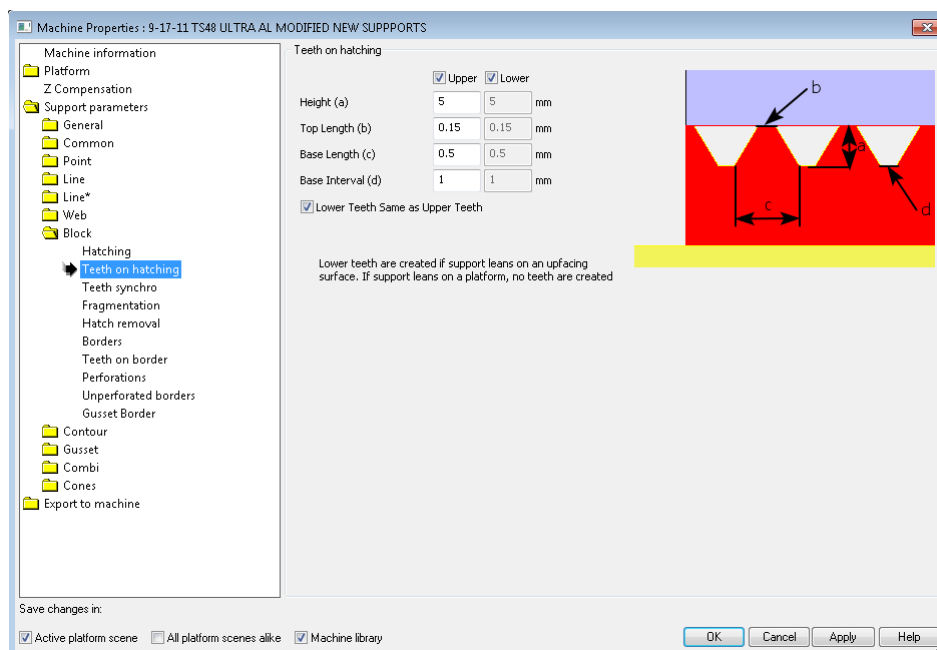 Machine Properties : 9-17-11 TS48 ULTRA AL MODIFIED NEW SUPPPORTS
Machine information
Platform
Z Compensation
Support parameters
General
Common
Point
Line
Line*
Web
Block
Hatching
Teeth on hatching
Teeth synchro
Fragmentation
Hatch removal
Borders
Teeth on border
Perforations
Unperforated borders
Gusset Border
Contour
Gusset
Combi
Cones
Export to machine
Teeth on hatching
Upper Lower
Height (a) 5 5 mm
Top Length (b) 0.15 0.15 mm
Base Length (c) 0.5 0.5 mm
Base Interval (d) 1 1 mm
Lower Teeth Same as Upper Teeth
Lower teeth are created if support leans on an upfacing
surface. If support leans on a platform, no teeth are created
b
a
c
d
Save changes in:
Active platform scene All platform scenes alike Machine library
OK Cancel Apply Help